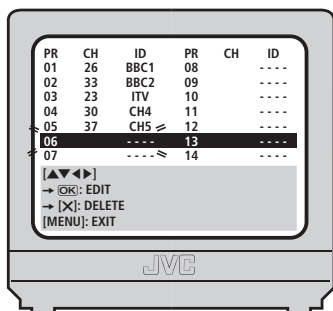 PR CH ID PR CH ID
01 26 BBC1 08 - - - -
02 33 BBC2 09 - - - -
03 23 ITV 10 - - - -
04 30 CH4 11 - - - -
05 37 CH5 12 - - - -
06 - - - - 13 - - - -
07 - - - - 14 - - - -
[▲▼◀▶]
→ OK: EDIT
→ [X]: DELETE
[MENU]: EXIT
JVC